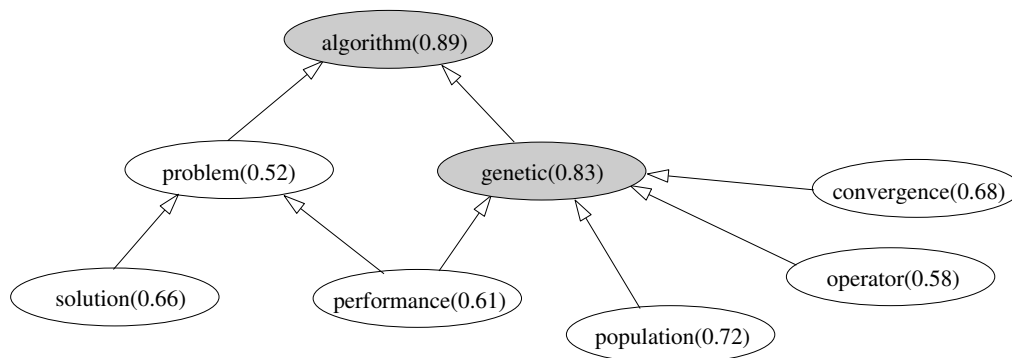 algorithm(0.89)
problem(0.52)
genetic(0.83)
convergence(0.68)
solution(0.66)
performance(0.61)
operator(0.58)
population(0.72)